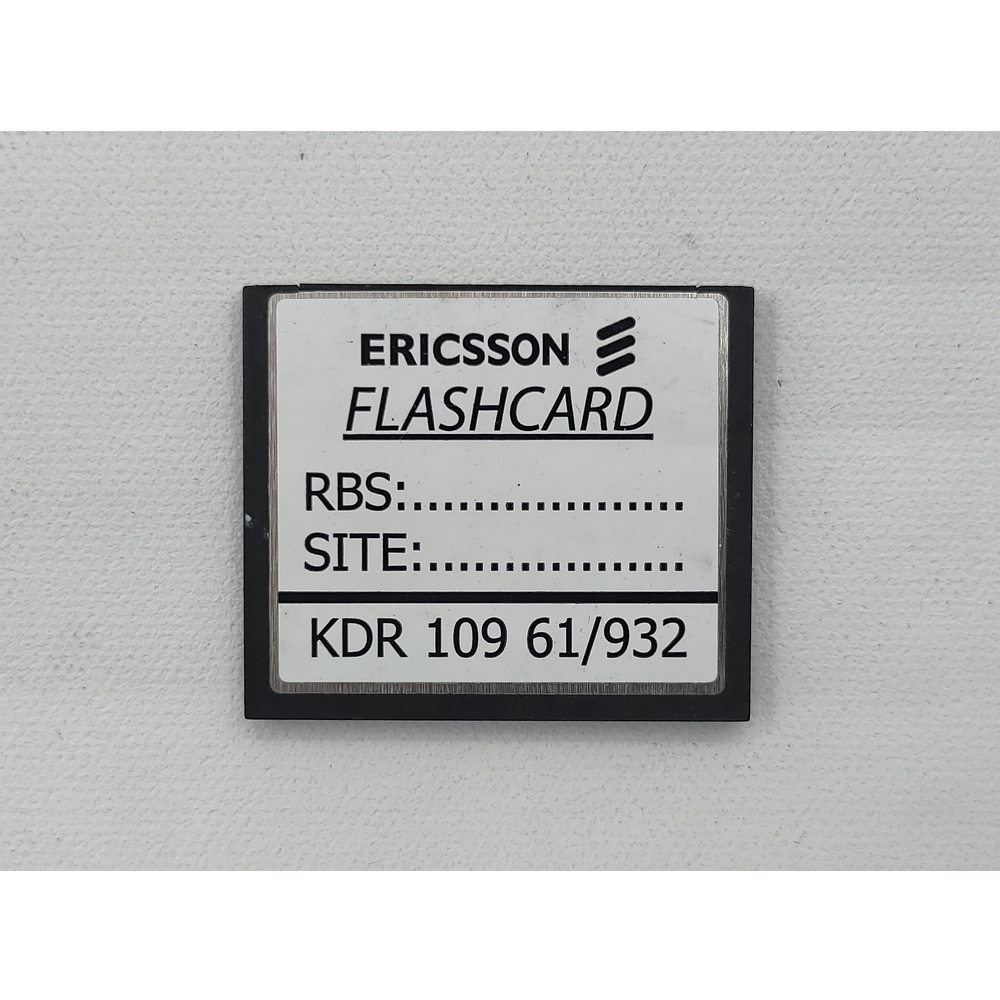 ERICSSON
FLASHCARD
RBS:...................
SITE:..................
KDR 109 61/932